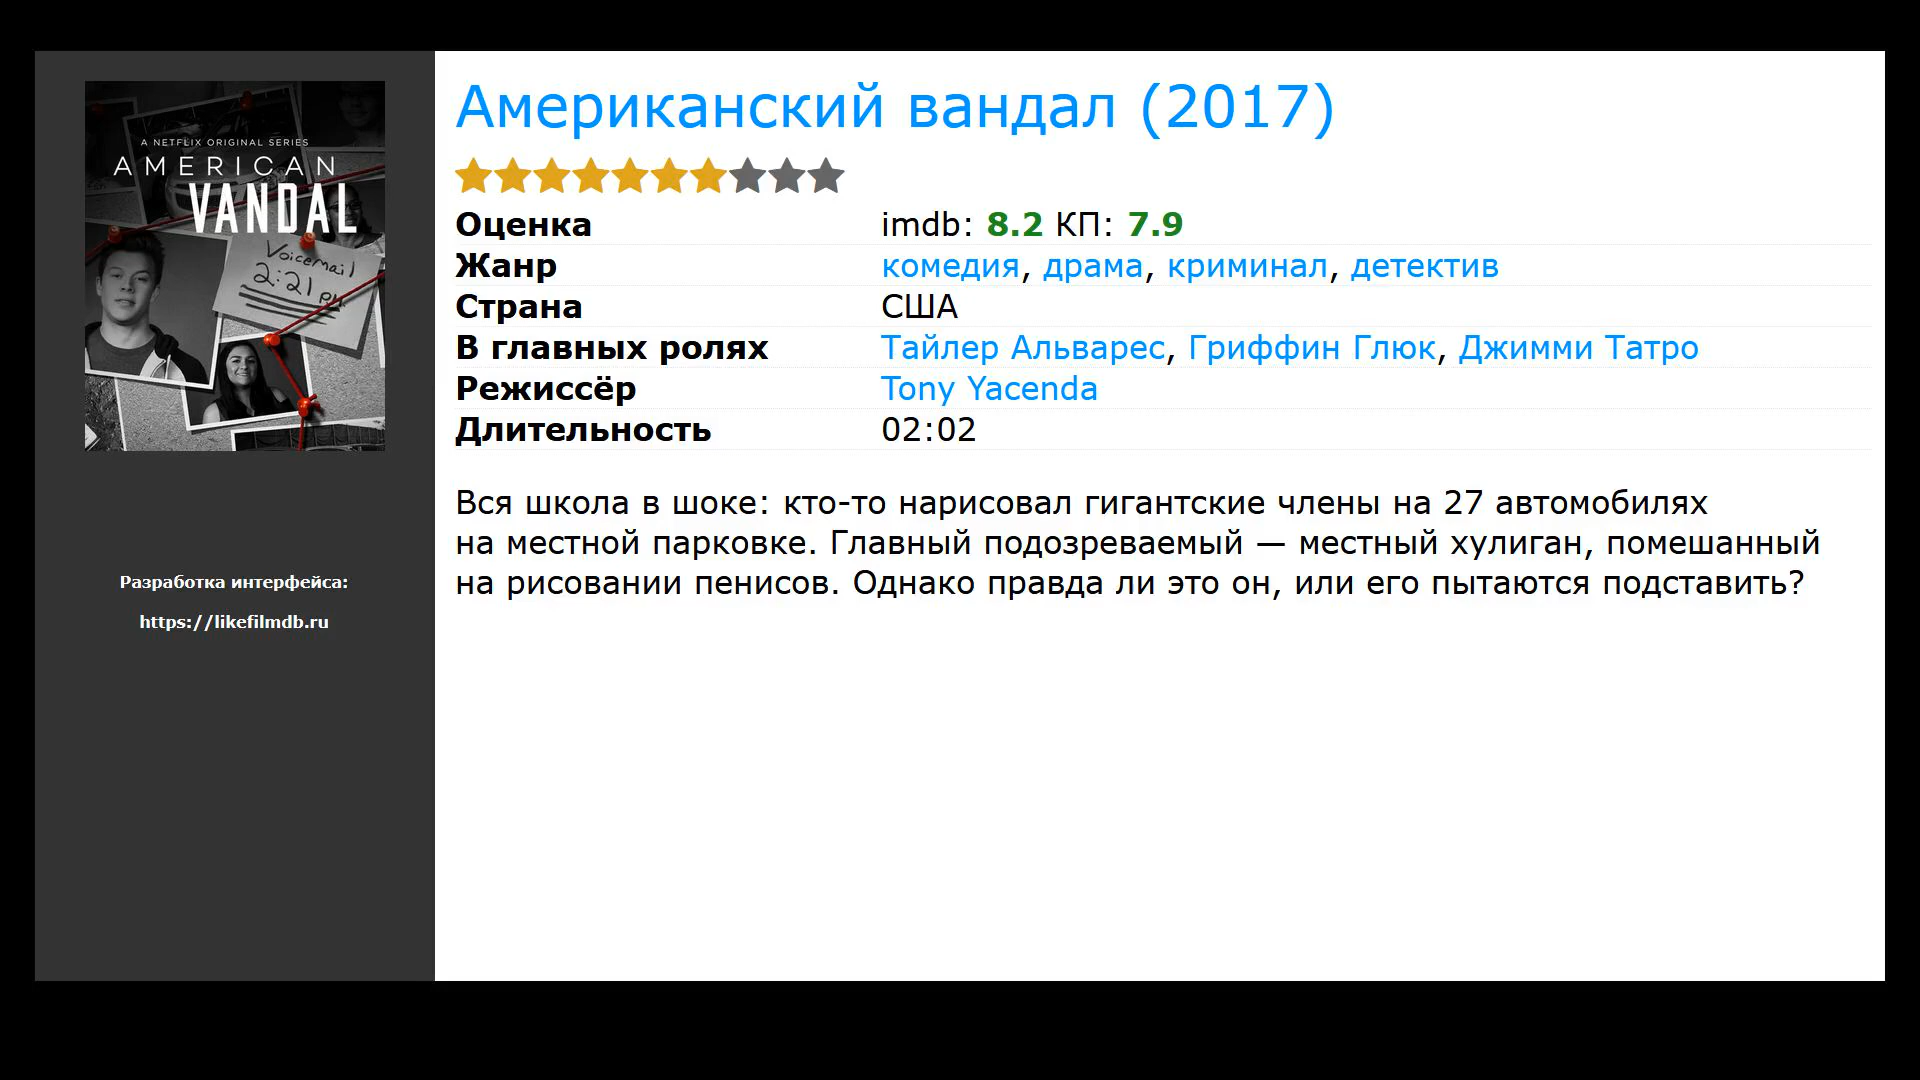 A NETFLIX ORIGINAL SERIES
AMERICAN
VANDAL
Voicemail
2:21 PM
Разработка интерфейса:
https://likefilmdb.ru
Американский вандал (2017)
Оценка imdb: 8.2 КП: 7.9
Жанр комедия, драма, криминал, детектив
Страна США
В главных ролях Тайлер Альварес, Гриффин Глюк, Джимми Татро
Режиссёр Tony Yacenda
Длительность 02:02
Вся школа в шоке: кто-то нарисовал гигантские члены на 27 автомобилях
на местной парковке. Главный подозреваемый — местный хулиган, помешанный
на рисовании пенисов. Однако правда ли это он, или его пытаются подставить?